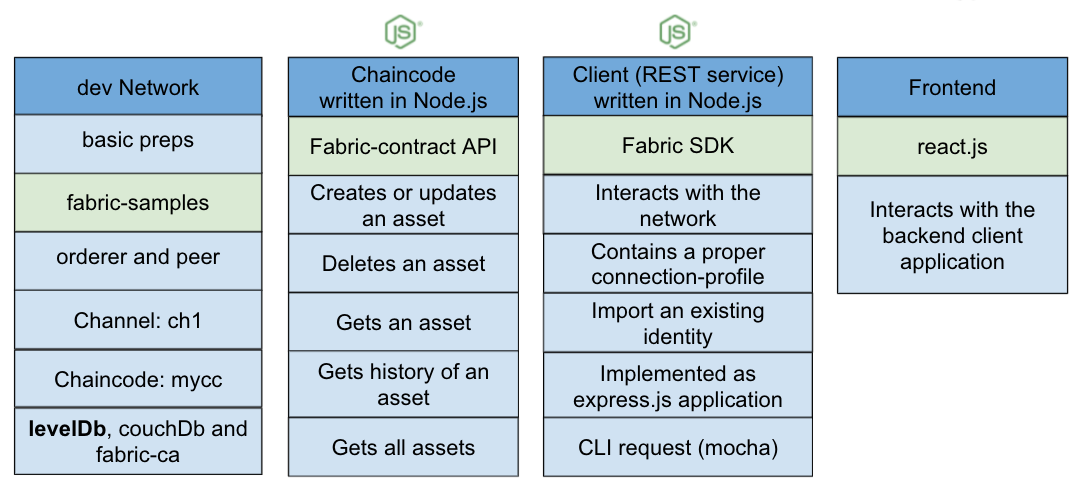 JS
JS
dev Network
basic preps
fabric-samples
orderer and peer
Channel: ch1
Chaincode: mycc
levelDb, couchDb and
fabric-ca
Chaincode
written in Node.js
Fabric-contract API
Creates or updates
an asset
Deletes an asset
Gets an asset
Gets history of an
asset
Gets all assets
Client (REST service)
written in Node.js
Fabric SDK
Interacts with the
network
Contains a proper
connection-profile
Import an existing
identity
Implemented as
express.js application
CLI request (mocha)
Frontend
react.js
Interacts with the
backend client
application